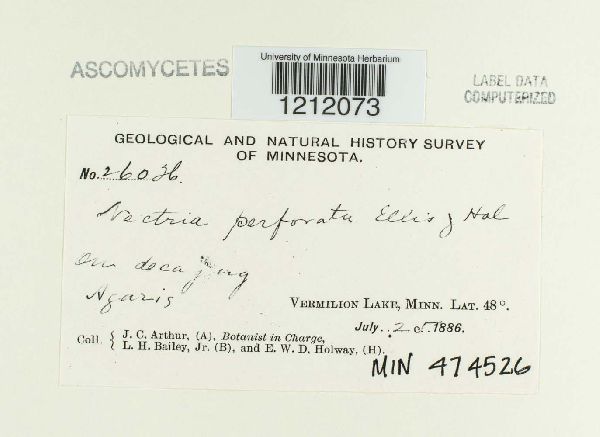 ASCOMYCETES
University of Minnesota Herbarium
1212073
LABEL DATA
COMPUTERIZED
GEOLOGICAL AND NATURAL HISTORY SURVEY
OF MINNESOTA.
No. 26036
Nectria perforata Ellis & Hol
On decaying
Agaric
VERMILION LAKE, MINN. LAT. 48°.
July. 1886.
Coll. { J. C. Arthur, (A), Botanist in Charge,
L. H. Bailey, Jr. (B), and E. W. D. Holway, (H).
MIN 474526